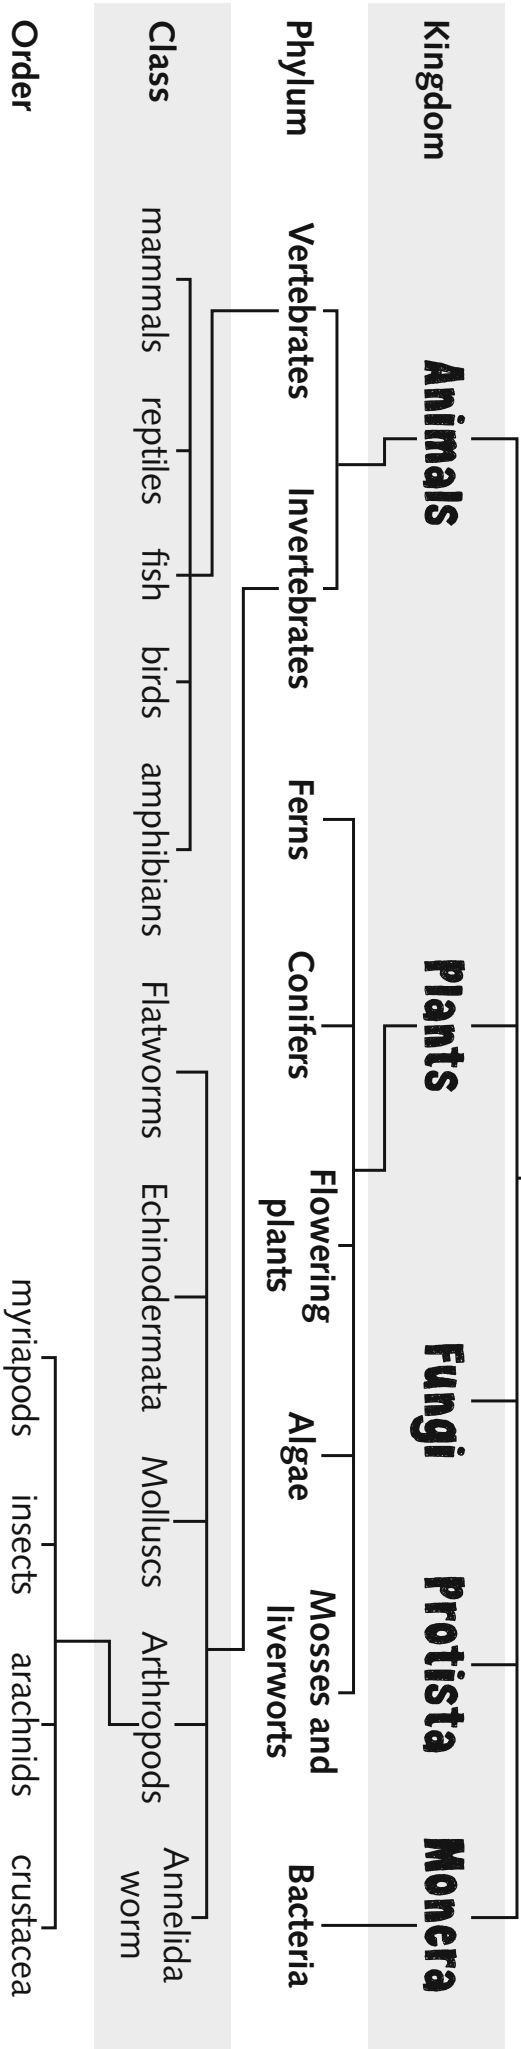 Kingdom
Animals
Plants
Fungi
Protista
Monera
Phylum
Vertebrates
Invertebrates
Ferns
Conifers
Flowering
plants
Algae
Mosses and
liverworts
Bacteria
Class
mammals
reptiles
fish
birds
amphibians
Flatworms
Echinodermata
Molluscs
Arthropods
Annelida
worm
Order
myriapods
insects
arachnids
crustacea